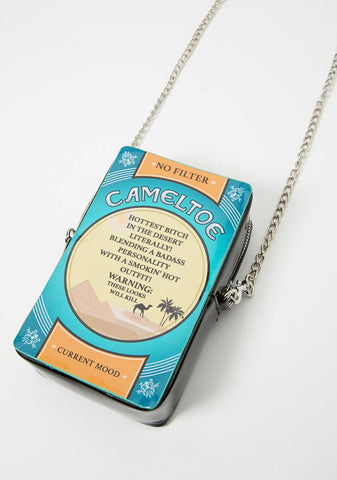 NO FILTER
CAMELTOE
HOTTEST BITCH
IN THE DESERT
LITERALLY!
BLENDING A BADASS
PERSONALITY
WITH A SMOKIN' HOT
OUTFIT!
WARNING:
THESE LOOKS
WILL KILL
CURRENT MOOD